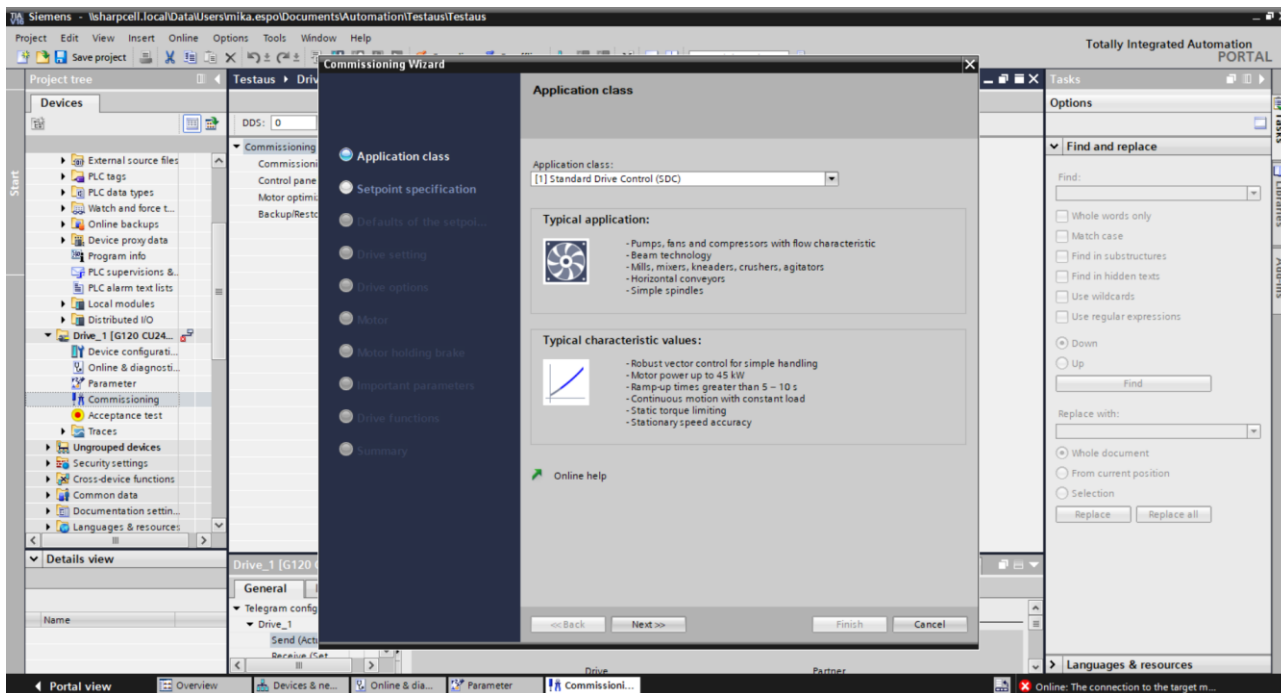 Siemens - \\sharpcell.local\Data\Users\mika.espo\Documents\Automation\Testaus\Testaus
Project Edit View Insert Online Options Tools Window Help
Save project
Totally Integrated Automation
PORTAL
Project tree
Devices
Start
External source files
PLC tags
PLC data types
Watch and force t...
Online backups
Device proxy data
Program info
PLC supervisions &..
PLC alarm text lists
Local modules
Distributed I/O
Drive_1 [G120 CU24...
Device configurati...
Online & diagnosti...
Parameter
Commissioning
Acceptance test
Traces
Ungrouped devices
Security settings
Cross-device functions
Common data
Documentation settin...
Languages & resources
Details view
Name
Testaus Driv
DDS: 0
Commissioning
Commissioni
Control pane
Motor optimi
Backup/Resto
Drive_1 [G120
General
Telegram config
Drive_1
Send (Actu
Receive (Set
Drive Partner
Commissioning Wizard
Application class
Setpoint specification
Defaults of the setpoi...
Drive setting
Drive options
Motor
Motor holding brake
Important parameters
Drive functions
Summary
Application class
Application class:
[1] Standard Drive Control (SDC)
Typical application:
- Pumps, fans and compressors with flow characteristic
- Beam technology
- Mills, mixers, kneaders, crushers, agitators
- Horizontal conveyors
- Simple spindles
Typical characteristic values:
- Robust vector control for simple handling
- Motor power up to 45 kW
- Ramp-up times greater than 5 – 10 s
- Continuous motion with constant load
- Static torque limiting
- Stationary speed accuracy
Online help
<< Back Next >> Finish Cancel
Tasks
Options
Find and replace
Find:
Whole words only
Match case
Find in substructures
Find in hidden texts
Use wildcards
Use regular expressions
Down
Up
Find
Replace with:
Whole document
From current position
Selection
Replace Replace all
Languages & resources
Tasks
Libraries
Add-ins
Portal view Overview Devices & ne... Online & dia... Parameter Commissioni...
Online: The connection to the target m...